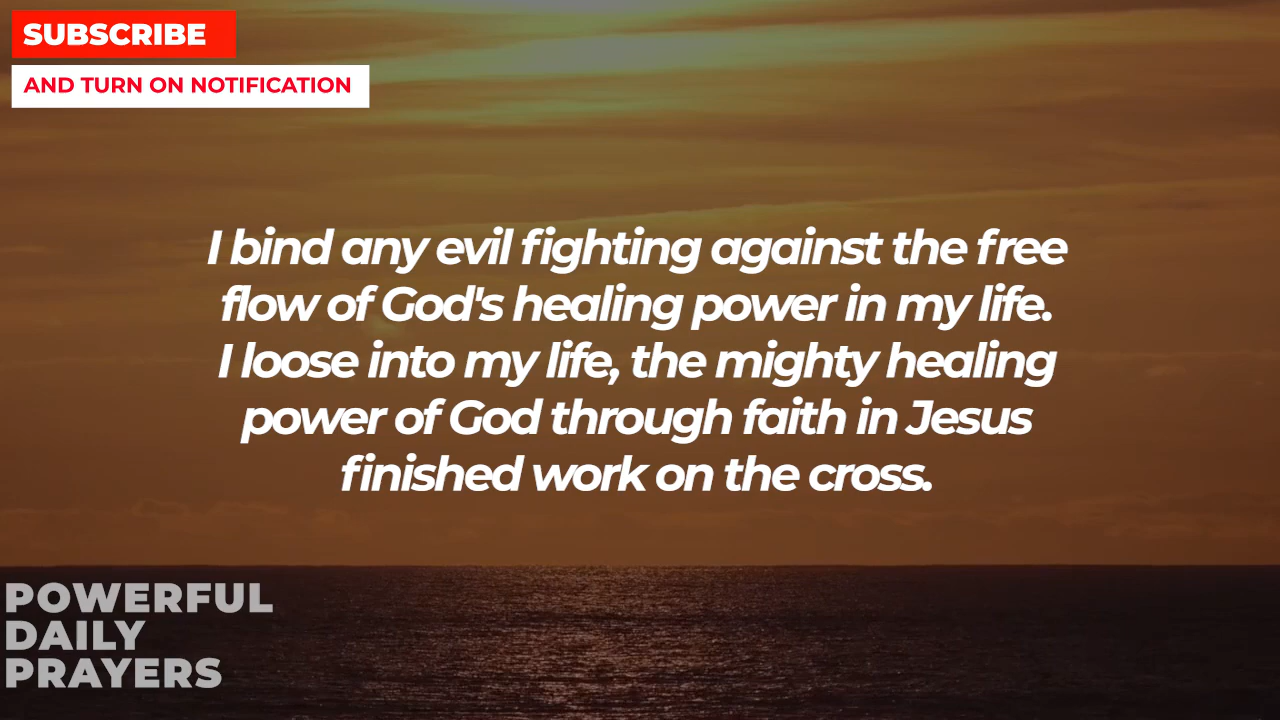 SUBSCRIBE
AND TURN ON NOTIFICATION
I bind any evil fighting against the free
flow of God's healing power in my life.
I loose into my life, the mighty healing
power of God through faith in Jesus
finished work on the cross.
POWERFUL
DAILY
PRAYERS